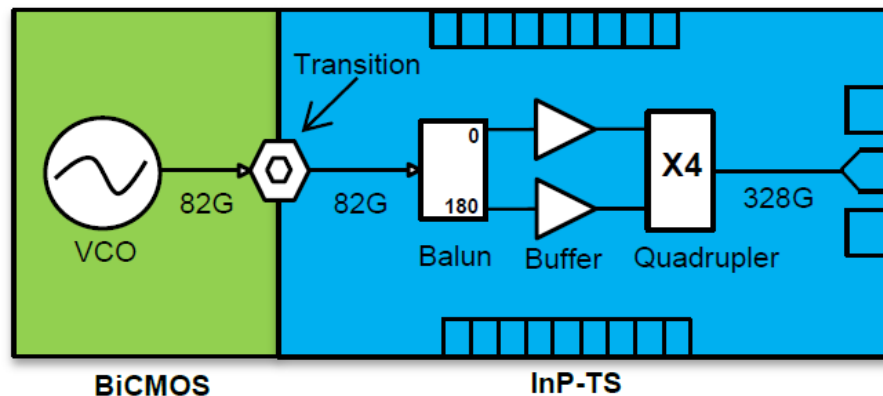 Transition
0
X4
82G
82G
180
328G
VCO
Balun
Buffer
Quadrupler
BiCMOS
InP-TS